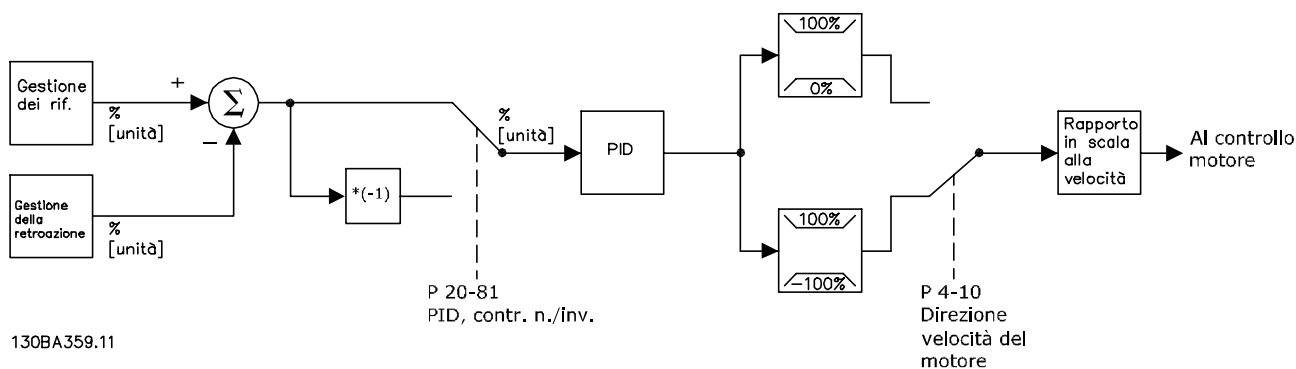 Gestione
dei rif.
+
%
[unità]
Σ
−
Gestione
della
retroazione
%
[unità]
*(-1)
%
[unità]
P 20-81
PID, contr. n./inv.
PID
100%
0%
100%
-100%
P 4-10
Direzione
velocità del
motore
Rapporto
in scala
alla
velocità
Al controllo
motore
130BA359.11